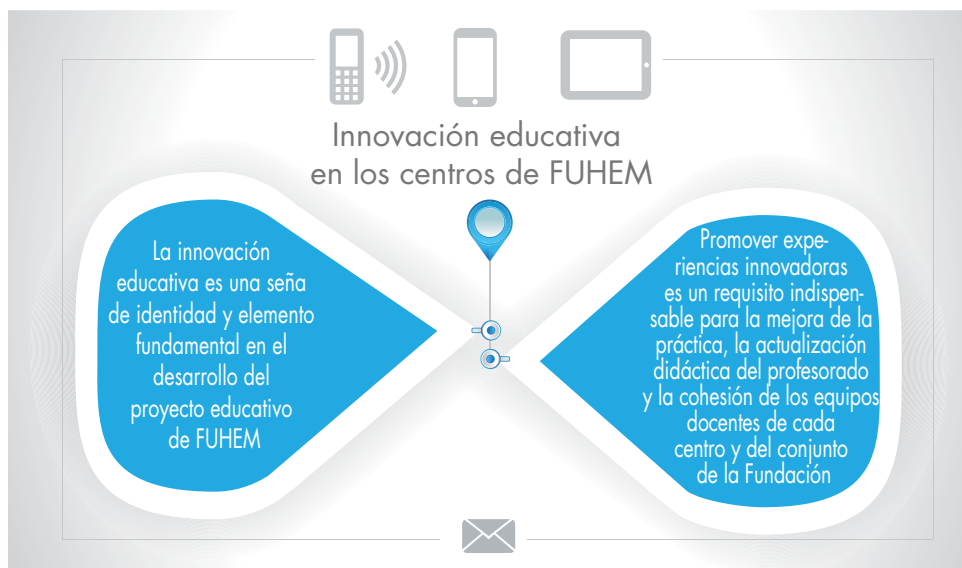 Innovación educativa
en los centros de FUHEM
La innovación
educativa es una seña
de identidad y elemento
fundamental en el
desarrollo del
proyecto educativo
de FUHEM
Promover expe-
riencias innovadoras
es un requisito indispen-
sable para la mejora de la
práctica, la actualización
didáctica del profesorado
y la cohesión de los equipos
docentes de cada
centro y del conjunto
de la Fundación